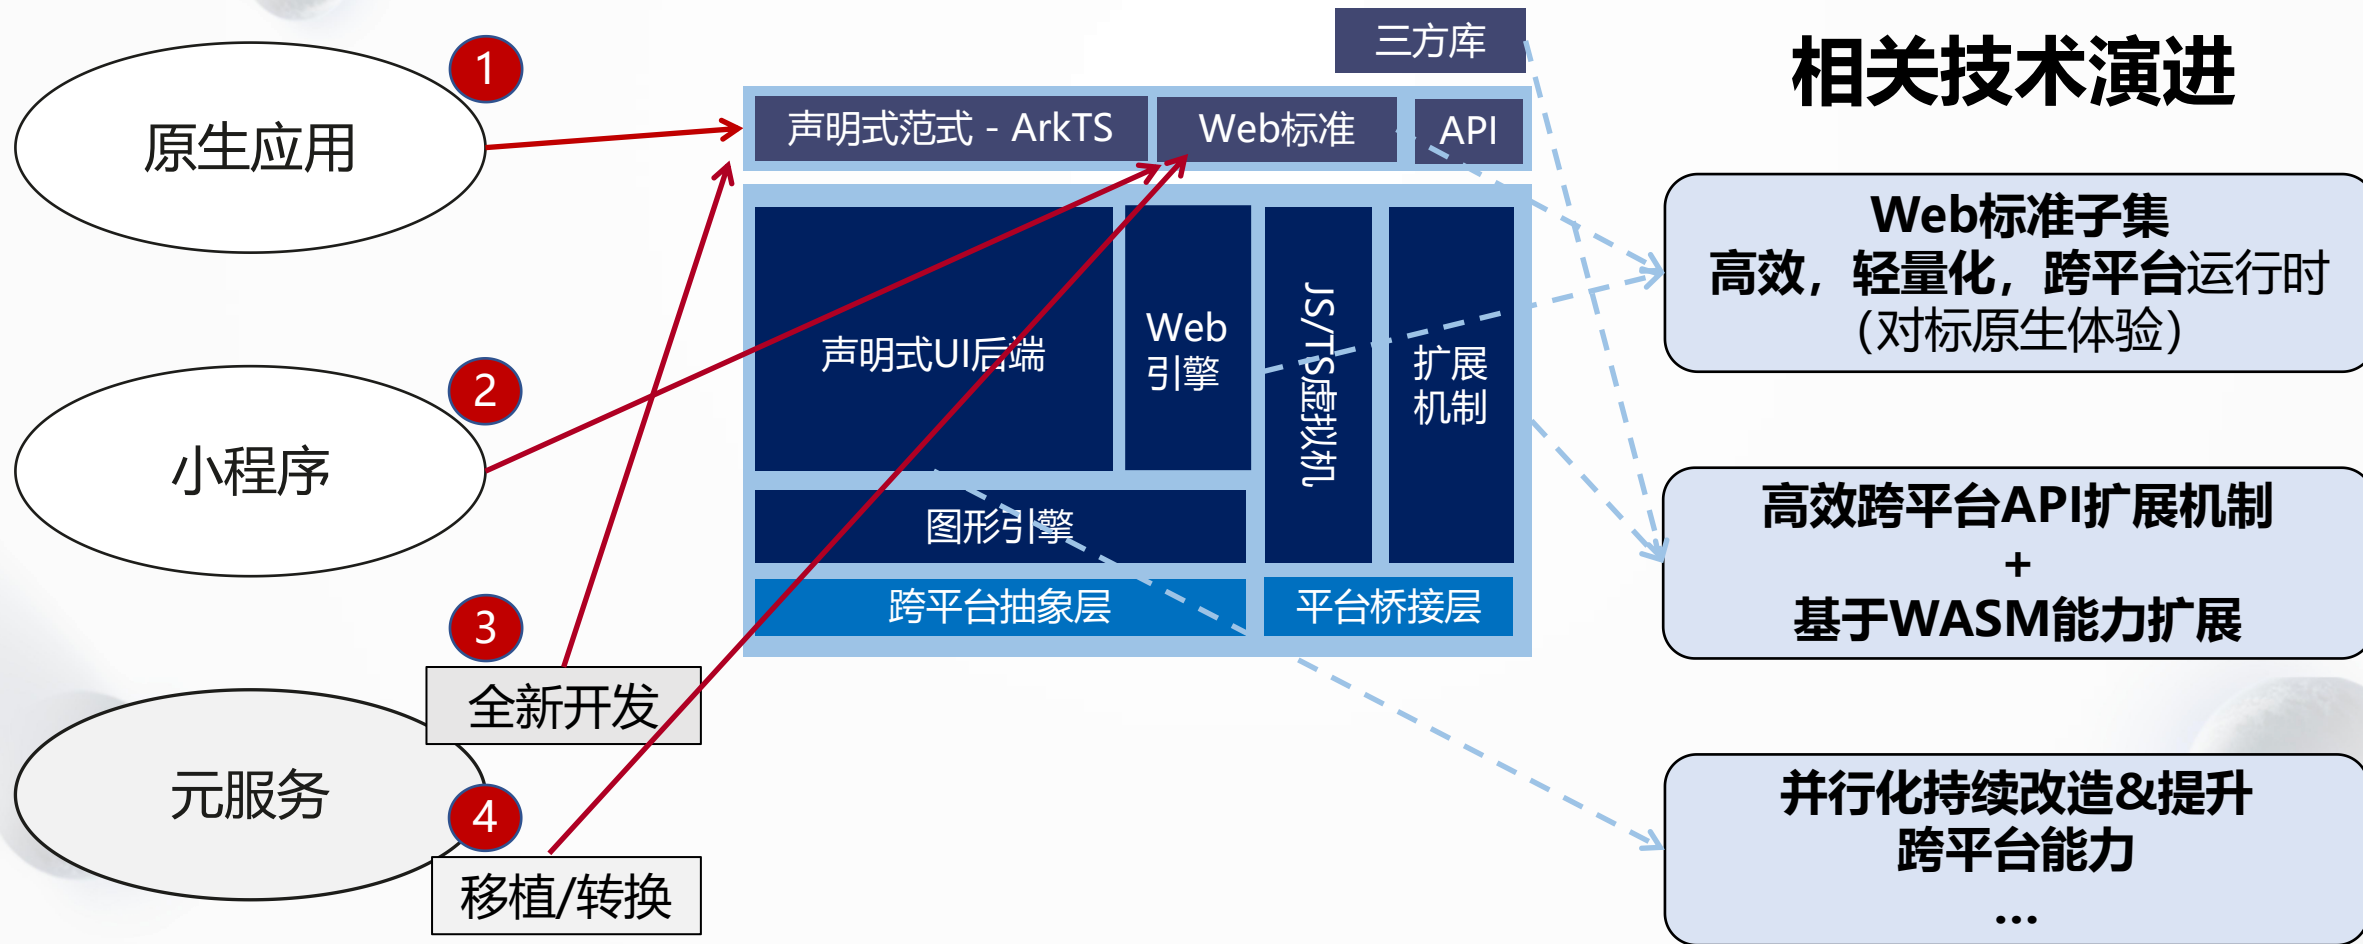 1
原生应用
2
小程序
3
全新开发
元服务
4
移植/转换
三方库
声明式范式 - ArkTS
Web标准
API
声明式UI后端
Web
引擎
JS/TS虚拟机
扩展
机制
图形引擎
跨平台抽象层
平台桥接层
相关技术演进
Web标准子集
高效，轻量化，跨平台运行时
（对标原生体验）
高效跨平台API扩展机制
+
基于WASM能力扩展
并行化持续改造&提升
跨平台能力
...